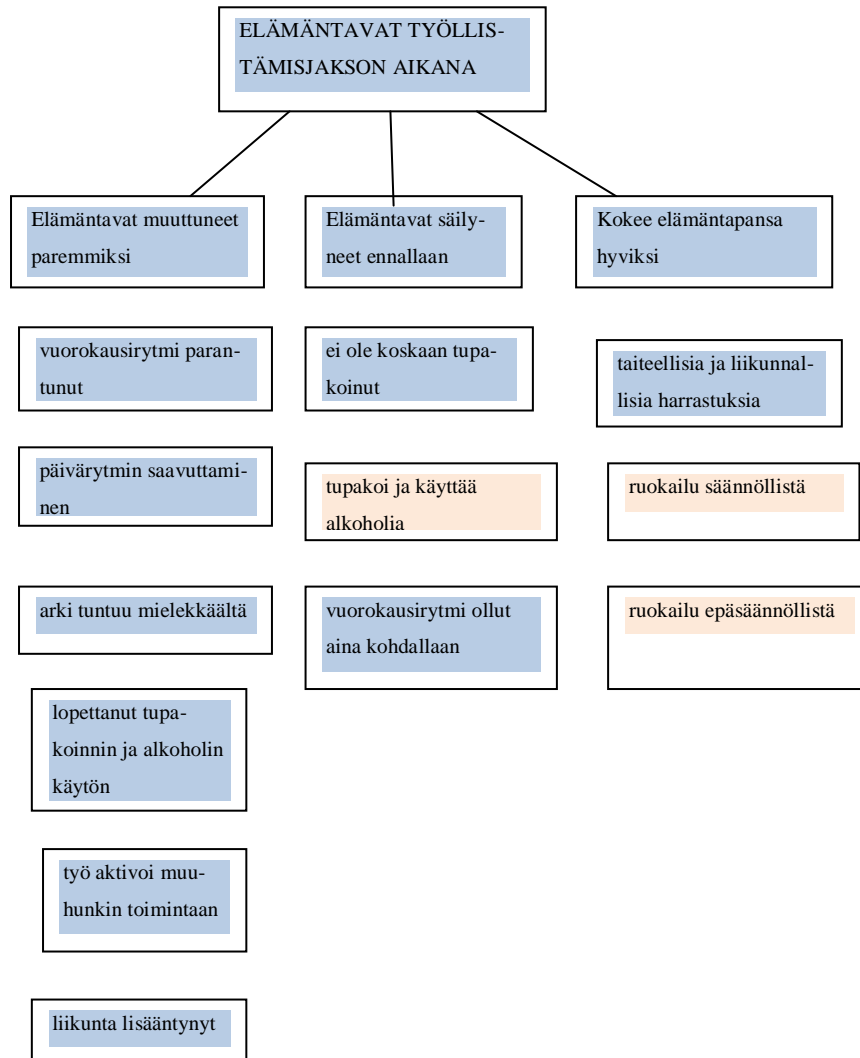 ELÄMÄNTAVAT TYÖLLIS-
TÄMISJAKSON AIKANA
Elämäntavat muuttuneet
paremmiksi
vuorokausirytmi paran-
tunut
päivärytmin saavuttami-
nen
arki tuntuu mielekkäältä
lopettanut tupa-
koinnin ja alkoholin
käytön
työ aktivoi muu-
hunkin toimintaan
liikunta lisääntynyt
Elämäntavat säily-
neet ennallaan
ei ole koskaan tupa-
koinut
tupakoi ja käyttää
alkoholia
vuorokausirytmi ollut
aina kohdallaan
Kokee elämäntapansa
hyviksi
taiteellisia ja liikunnal-
lisia harrastuksia
ruokailu säännöllistä
ruokailu epäsäännöllistä